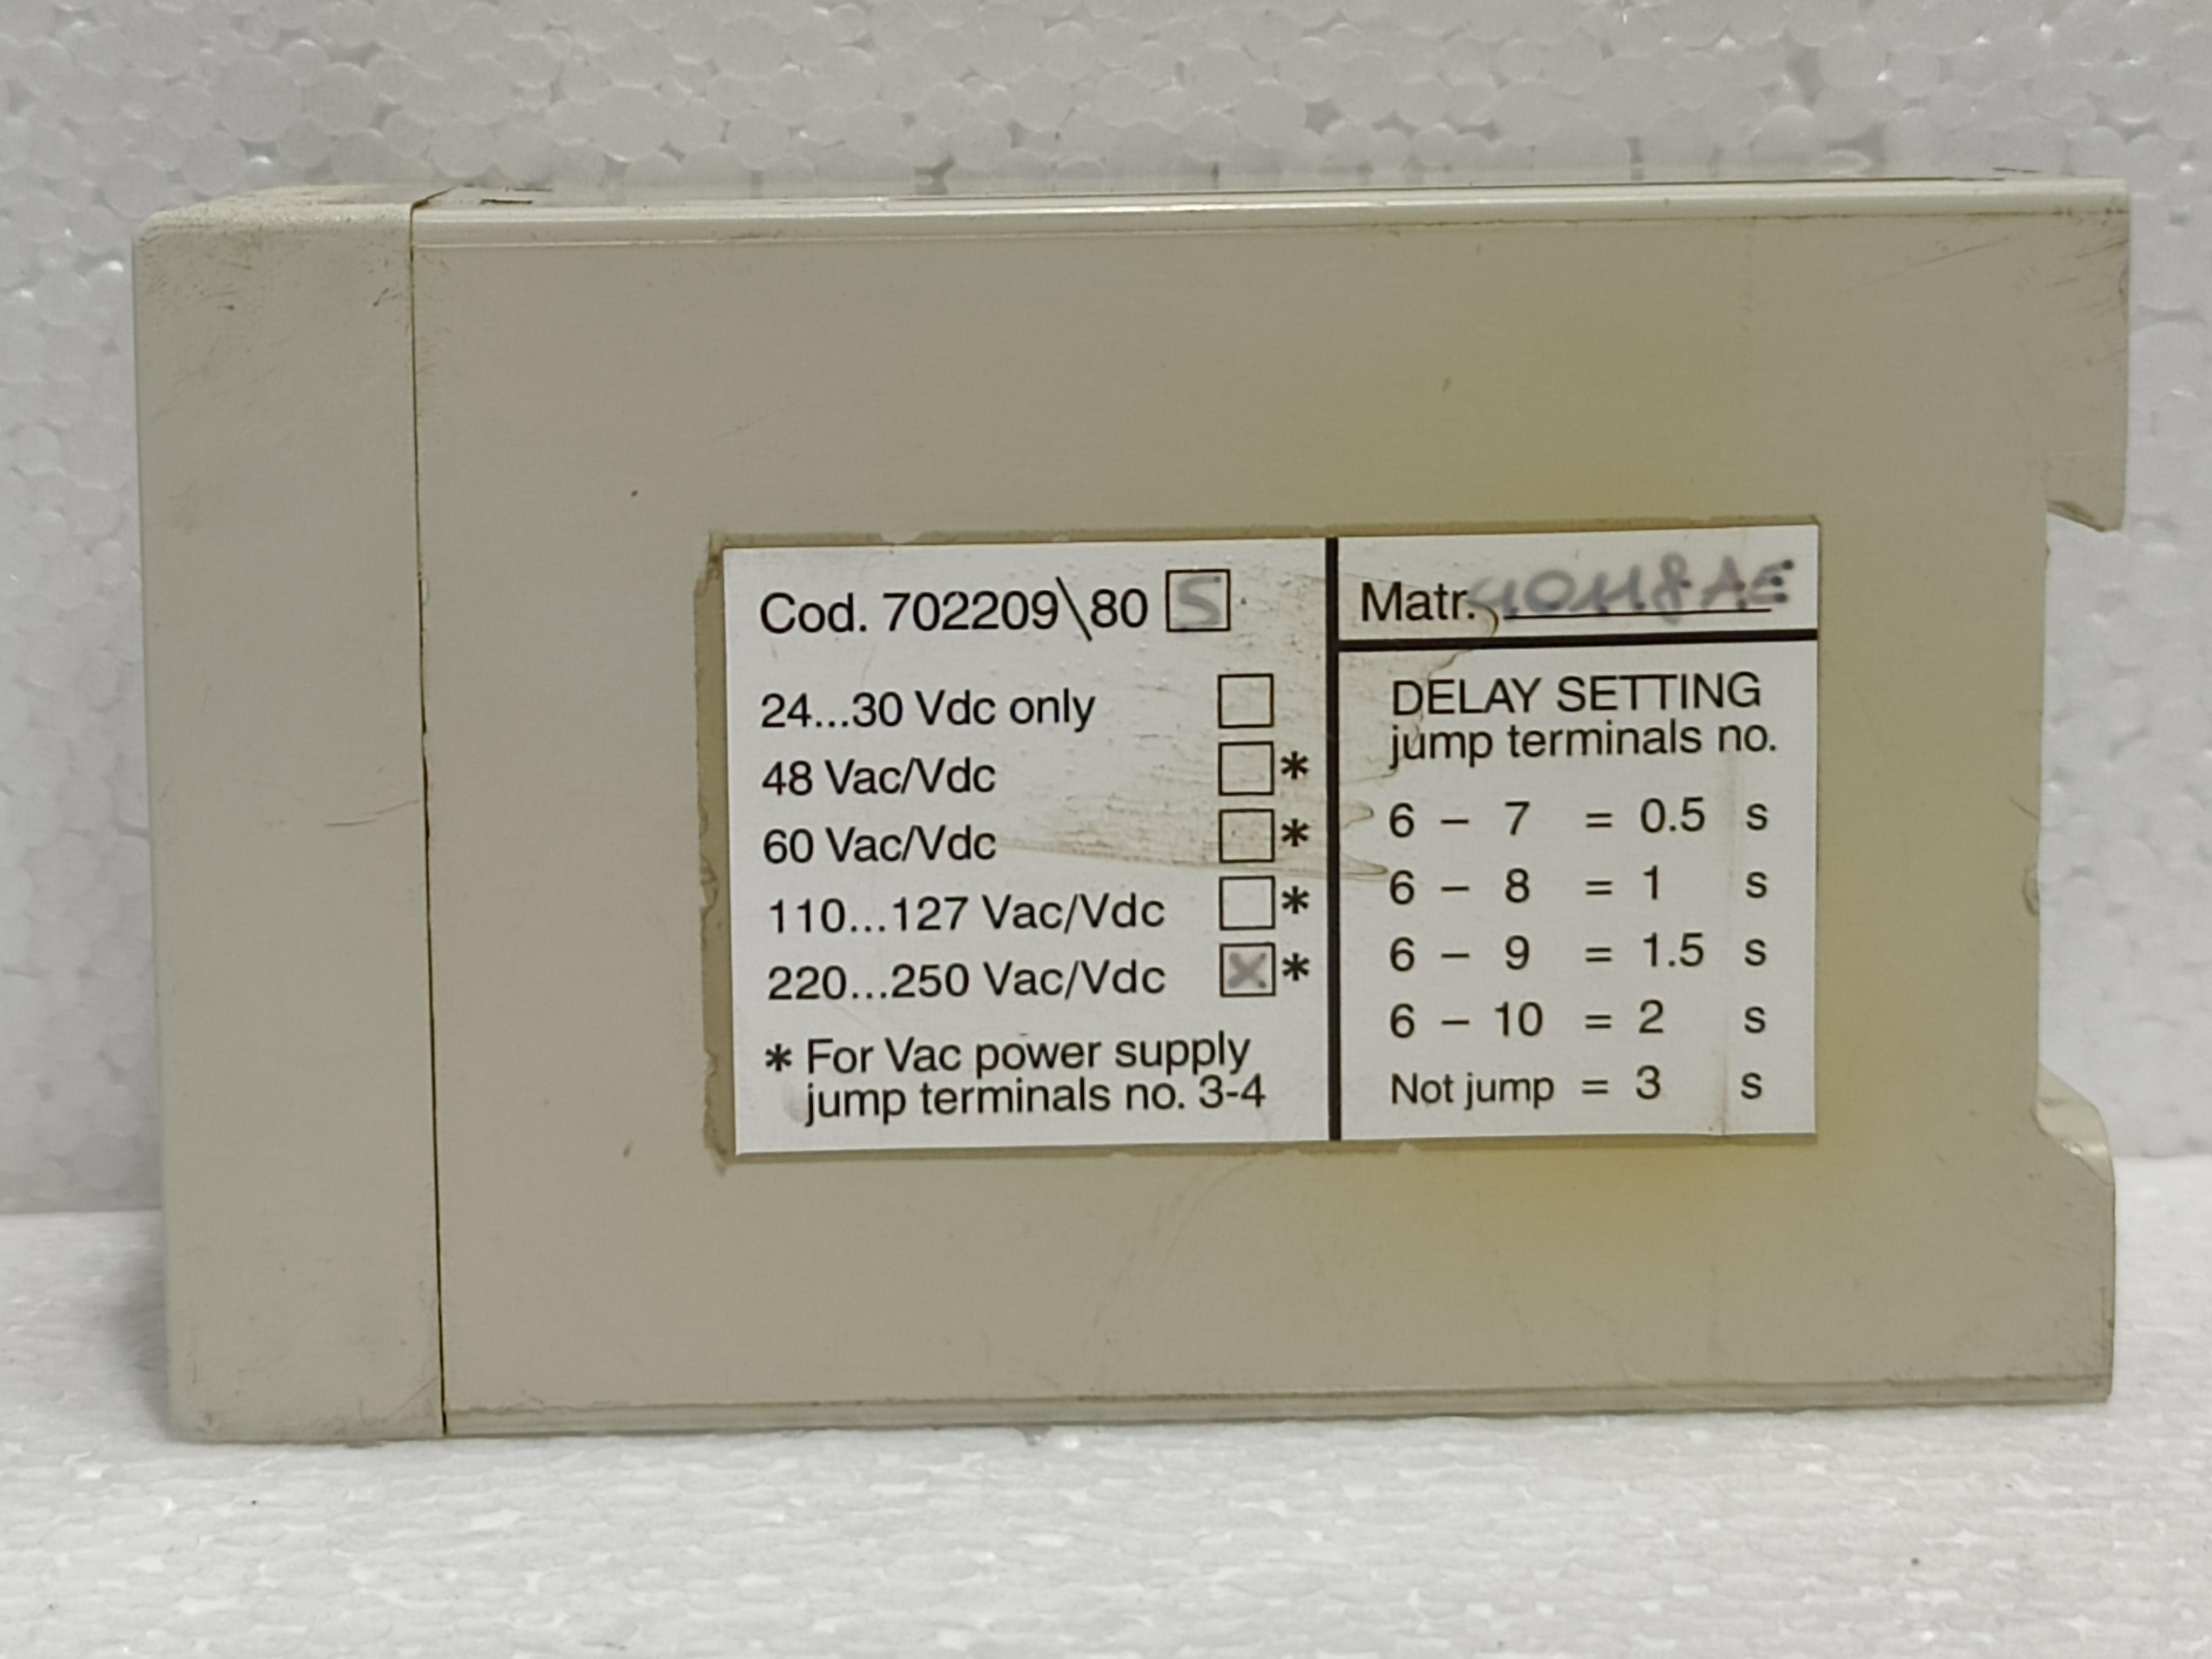 Cod. 702209\80 S
24...30 Vdc only
48 Vac/Vdc *
60 Vac/Vdc *
110...127 Vac/Vdc *
220...250 Vac/Vdc X *
* For Vac power supply
jump terminals no. 3-4
Matr.
DELAY SETTING
jump terminals no.
6 – 7 = 0.5 s
6 – 8 = 1 s
6 – 9 = 1.5 s
6 – 10 = 2 s
Not jump = 3 s